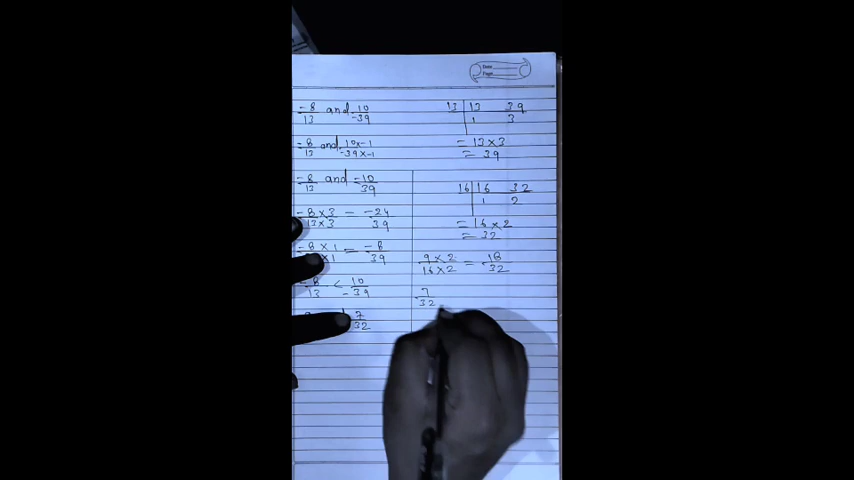 Date
Page
-8/13 and 10/-39
-8/13 and 10×-1/-39×-1
-8/13 and -10/39
-8×3/13×3 = -24/39
-8×1/×1 = -8/39
-8/13 < 10/-39
7/32
13 | 13 39
1 3
= 13×3
= 39
16 | 16 32
1 2
= 16×2
= 32
9×2/16×2 = 18/32
7/32